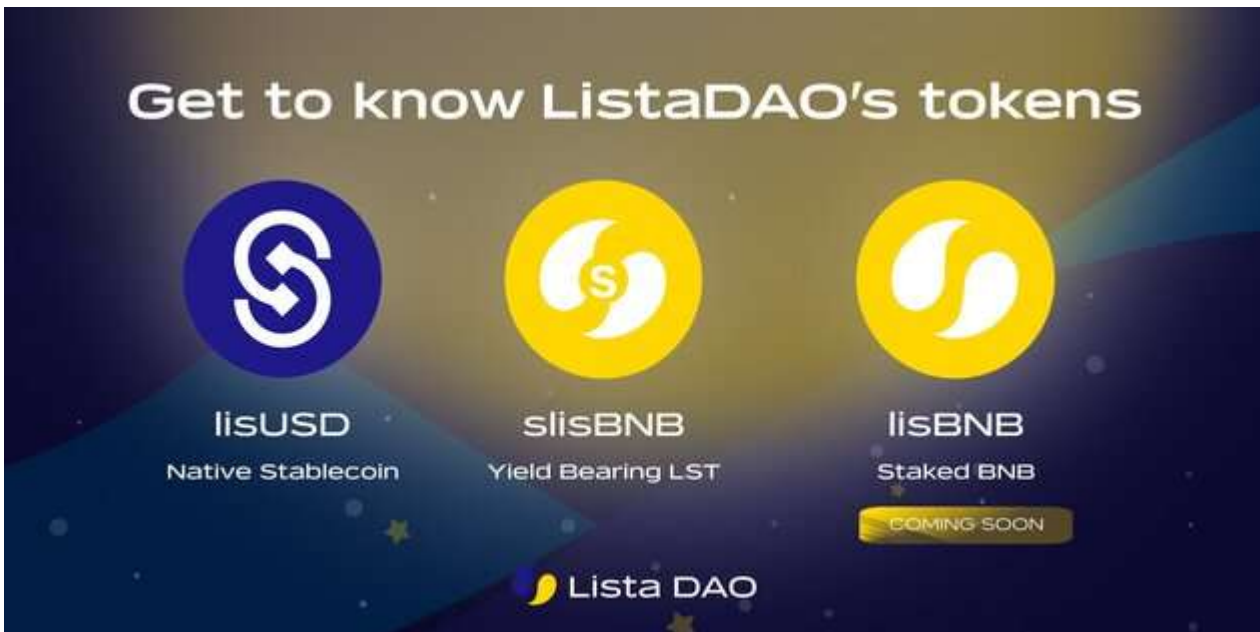 Get to know ListaDAO's tokens
S
lisUSD
slisBNB
lisBNB
Native Stablecoin
Yield Bearing LST
Staked BNB
COMING SOON
Lista DAO